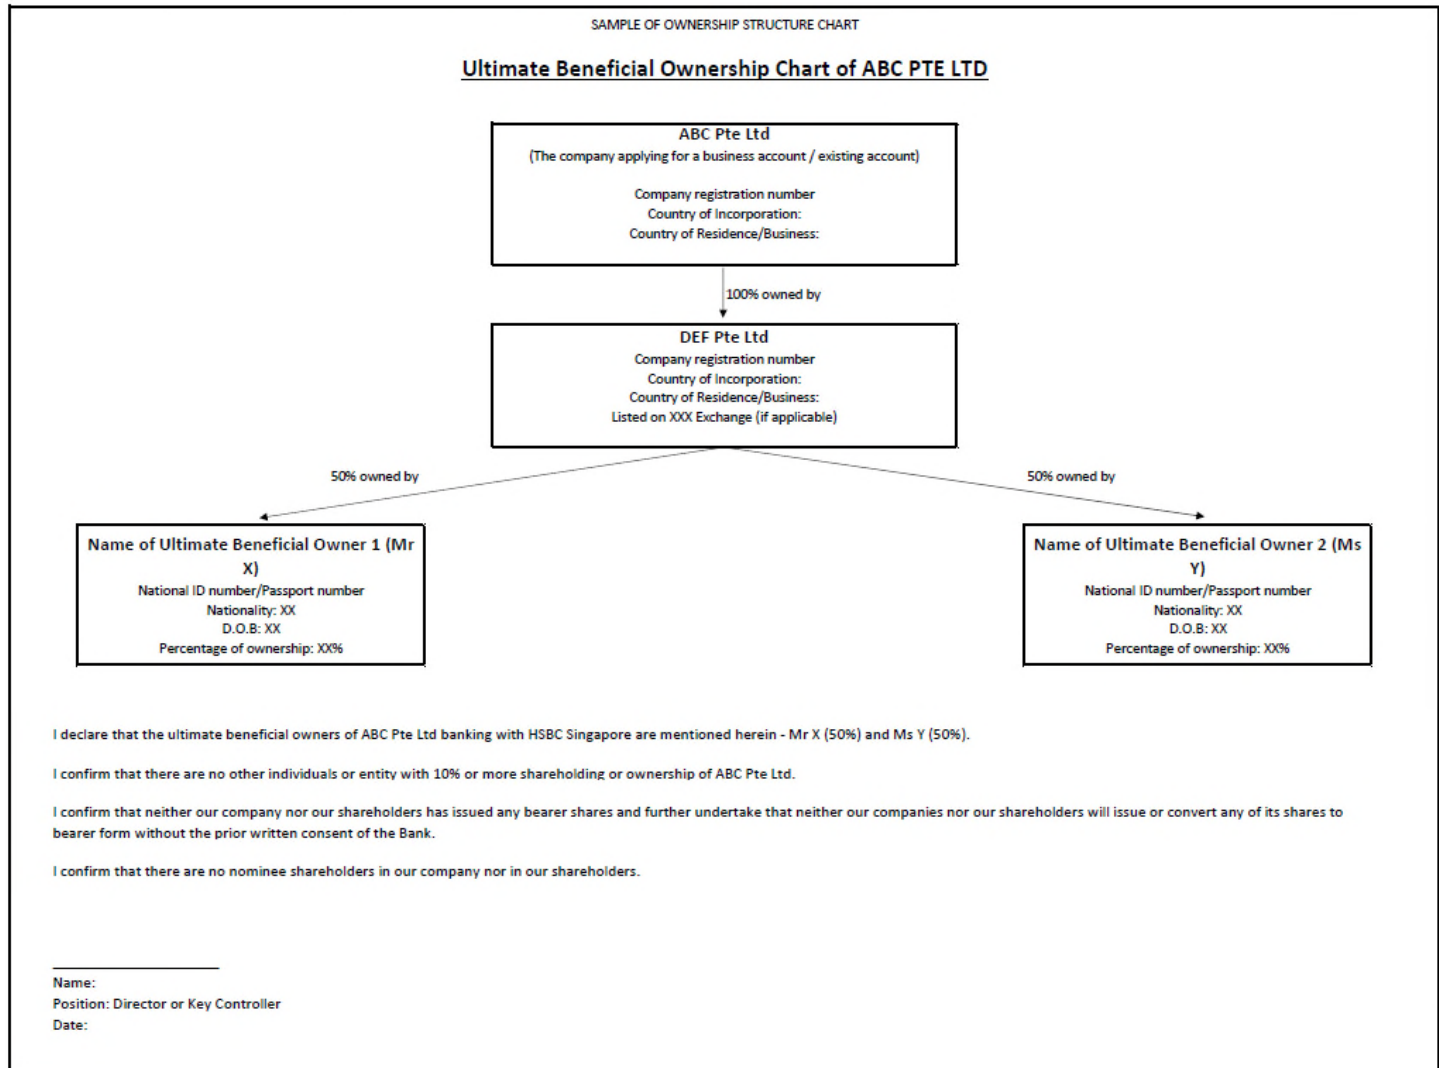 SAMPLE OF OWNERSHIP STRUCTURE CHART
Ultimate Beneficial Ownership Chart of ABC PTE LTD
ABC Pte Ltd
(The company applying for a business account / existing account)
Company registration number
Country of Incorporation:
Country of Residence/Business:
100% owned by
DEF Pte Ltd
Company registration number
Country of Incorporation:
Country of Residence/Business:
Listed on XXX Exchange (if applicable)
50% owned by
50% owned by
Name of Ultimate Beneficial Owner 1 (Mr
X)
National ID number/Passport number
Nationality: XX
D.O.B: XX
Percentage of ownership: XX%
Name of Ultimate Beneficial Owner 2 (Ms
Y)
National ID number/Passport number
Nationality: XX
D.O.B: XX
Percentage of ownership: XX%
I declare that the ultimate beneficial owners of ABC Pte Ltd banking with HSBC Singapore are mentioned herein - Mr X (50%) and Ms Y (50%).
I confirm that there are no other individuals or entity with 10% or more shareholding or ownership of ABC Pte Ltd.
I confirm that neither our company nor our shareholders has issued any bearer shares and further undertake that neither our companies nor our shareholders will issue or convert any of its shares to
bearer form without the prior written consent of the Bank.
I confirm that there are no nominee shareholders in our company nor in our shareholders.
Name:
Position: Director or Key Controller
Date: